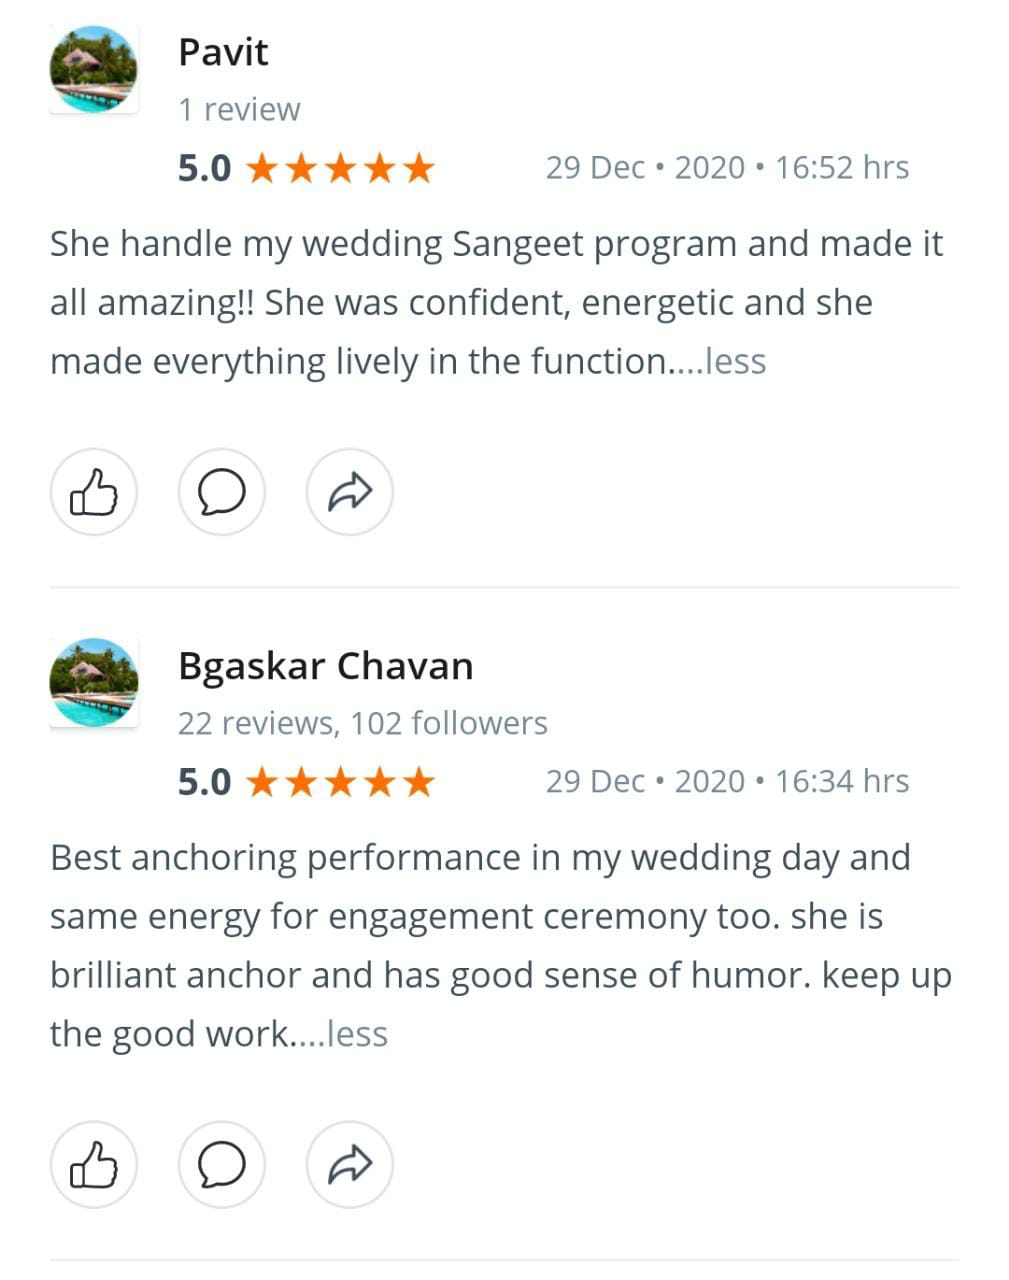 Pavit
1 review
5.0 ★★★★★ 29 Dec • 2020 • 16:52 hrs
She handle my wedding Sangeet program and made it
all amazing!! She was confident, energetic and she
made everything lively in the function....less
Bgaskar Chavan
22 reviews, 102 followers
5.0 ★★★★★ 29 Dec • 2020 • 16:34 hrs
Best anchoring performance in my wedding day and
same energy for engagement ceremony too. she is
brilliant anchor and has good sense of humor. keep up
the good work....less